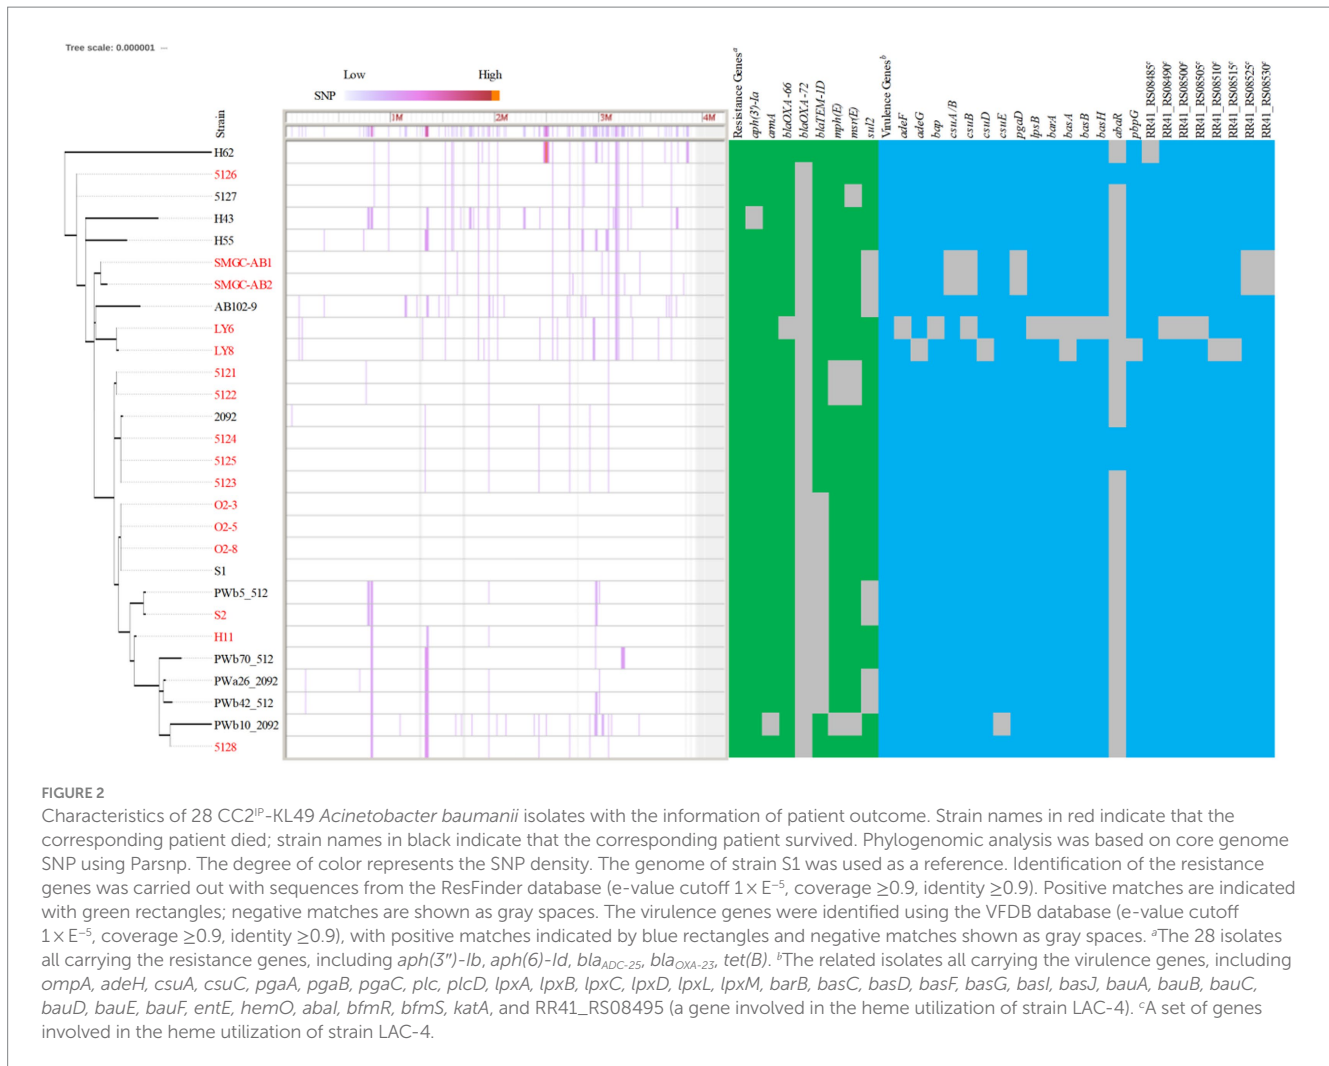 Tree scale: 0.000001
Low High
SNP
Strain
1M 2M 3M 4M
Resistance Genesᵃ
aph(3')-Ia
armA
blaOXA-66
blaOXA-72
blaTEM-1D
mph(E)
msr(E)
sul2
Virulence Genesᵇ
adeF
adeG
bap
csuA/B
csuB
csuD
csuE
pgaD
lpsB
barA
basA
basB
basH
abaR
pbpG
RR41_RS08485ᶜ
RR41_RS08490ᶜ
RR41_RS08500ᶜ
RR41_RS08505ᶜ
RR41_RS08510ᶜ
RR41_RS08515ᶜ
RR41_RS08525ᶜ
RR41_RS08530ᶜ
H62
5126
5127
H43
H55
SMGC-AB1
SMGC-AB2
AB102-9
LY6
LY8
5121
5122
2092
5124
5125
5123
O2-3
O2-5
O2-8
S1
PWb5_512
S2
H11
PWb70_512
PWa26_2092
PWb42_512
PWb10_2092
5128
FIGURE 2
Characteristics of 28 CC2ᴵᴾ-KL49 Acinetobacter baumanii isolates with the information of patient outcome. Strain names in red indicate that the
corresponding patient died; strain names in black indicate that the corresponding patient survived. Phylogenomic analysis was based on core genome
SNP using Parsnp. The degree of color represents the SNP density. The genome of strain S1 was used as a reference. Identification of the resistance
genes was carried out with sequences from the ResFinder database (e-value cutoff 1 × E⁻⁵, coverage ≥0.9, identity ≥0.9). Positive matches are indicated
with green rectangles; negative matches are shown as gray spaces. The virulence genes were identified using the VFDB database (e-value cutoff
1 × E⁻⁵, coverage ≥0.9, identity ≥0.9), with positive matches indicated by blue rectangles and negative matches shown as gray spaces. ᵃThe 28 isolates
all carrying the resistance genes, including aph(3″)-Ib, aph(6)-Id, bla_ADC-25, bla_OXA-23, tet(B). ᵇThe related isolates all carrying the virulence genes, including
ompA, adeH, csuA, csuC, pgaA, pgaB, pgaC, plc, plcD, lpxA, lpxB, lpxC, lpxD, lpxL, lpxM, barB, basC, basD, basF, basG, basI, basJ, bauA, bauB, bauC,
bauD, bauE, bauF, entE, hemO, abaI, bfmR, bfmS, katA, and RR41_RS08495 (a gene involved in the heme utilization of strain LAC-4). ᶜA set of genes
involved in the heme utilization of strain LAC-4.